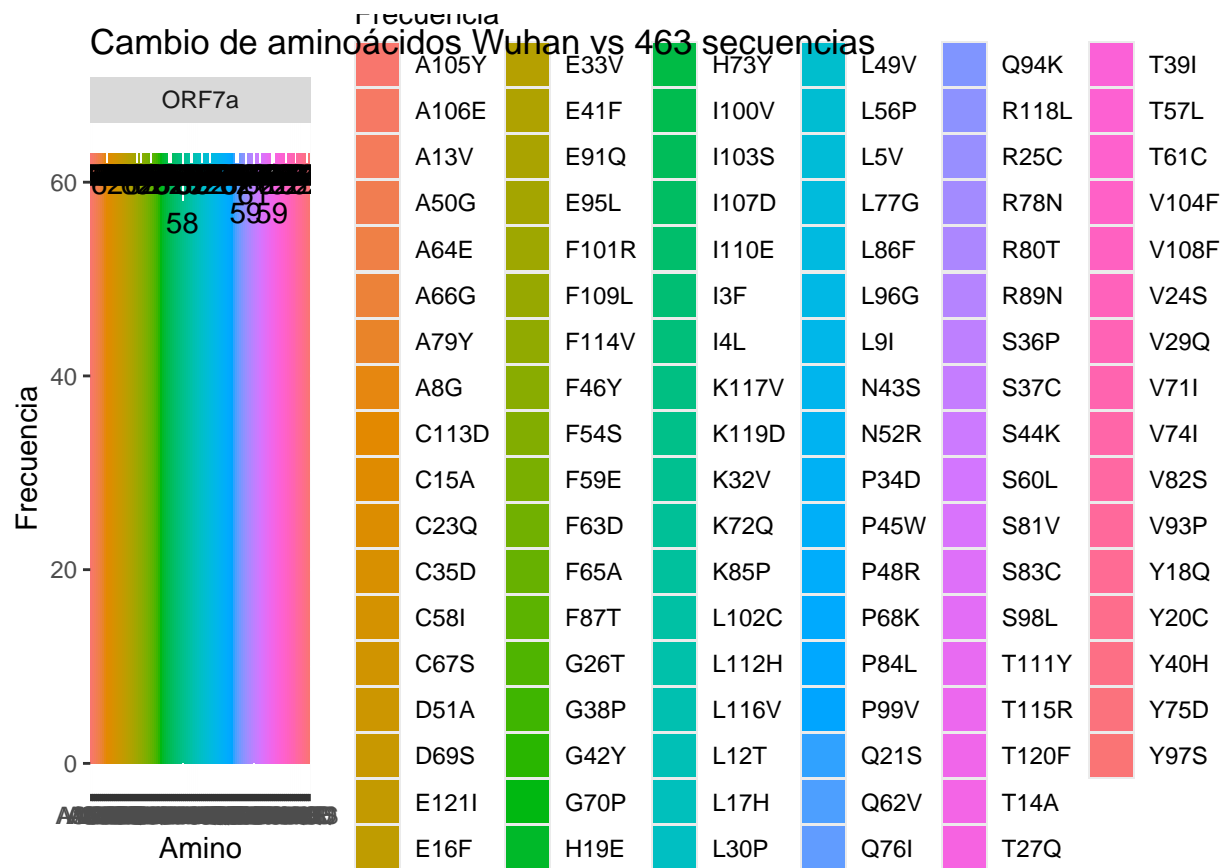 Frecuencia
Cambio de aminoácidos Wuhan vs 463 secuencias
ORF7a
60
40
20
0
58
59
59
61
Frecuencia
Amino
A105Y
A106E
A13V
A50G
A64E
A66G
A79Y
A8G
C113D
C15A
C23Q
C35D
C58I
C67S
D51A
D69S
E121I
E16F
E33V
E41F
E91Q
E95L
F101R
F109L
F114V
F46Y
F54S
F59E
F63D
F65A
F87T
G26T
G38P
G42Y
G70P
H19E
H73Y
I100V
I103S
I107D
I110E
I3F
I4L
K117V
K119D
K32V
K72Q
K85P
L102C
L112H
L116V
L12T
L17H
L30P
L49V
L56P
L5V
L77G
L86F
L96G
L9I
N43S
N52R
P34D
P45W
P48R
P68K
P84L
P99V
Q21S
Q62V
Q76I
Q94K
R118L
R25C
R78N
R80T
R89N
S36P
S37C
S44K
S60L
S81V
S83C
S98L
T111Y
T115R
T120F
T14A
T27Q
T39I
T57L
T61C
V104F
V108F
V24S
V29Q
V71I
V74I
V82S
V93P
Y18Q
Y20C
Y40H
Y75D
Y97S